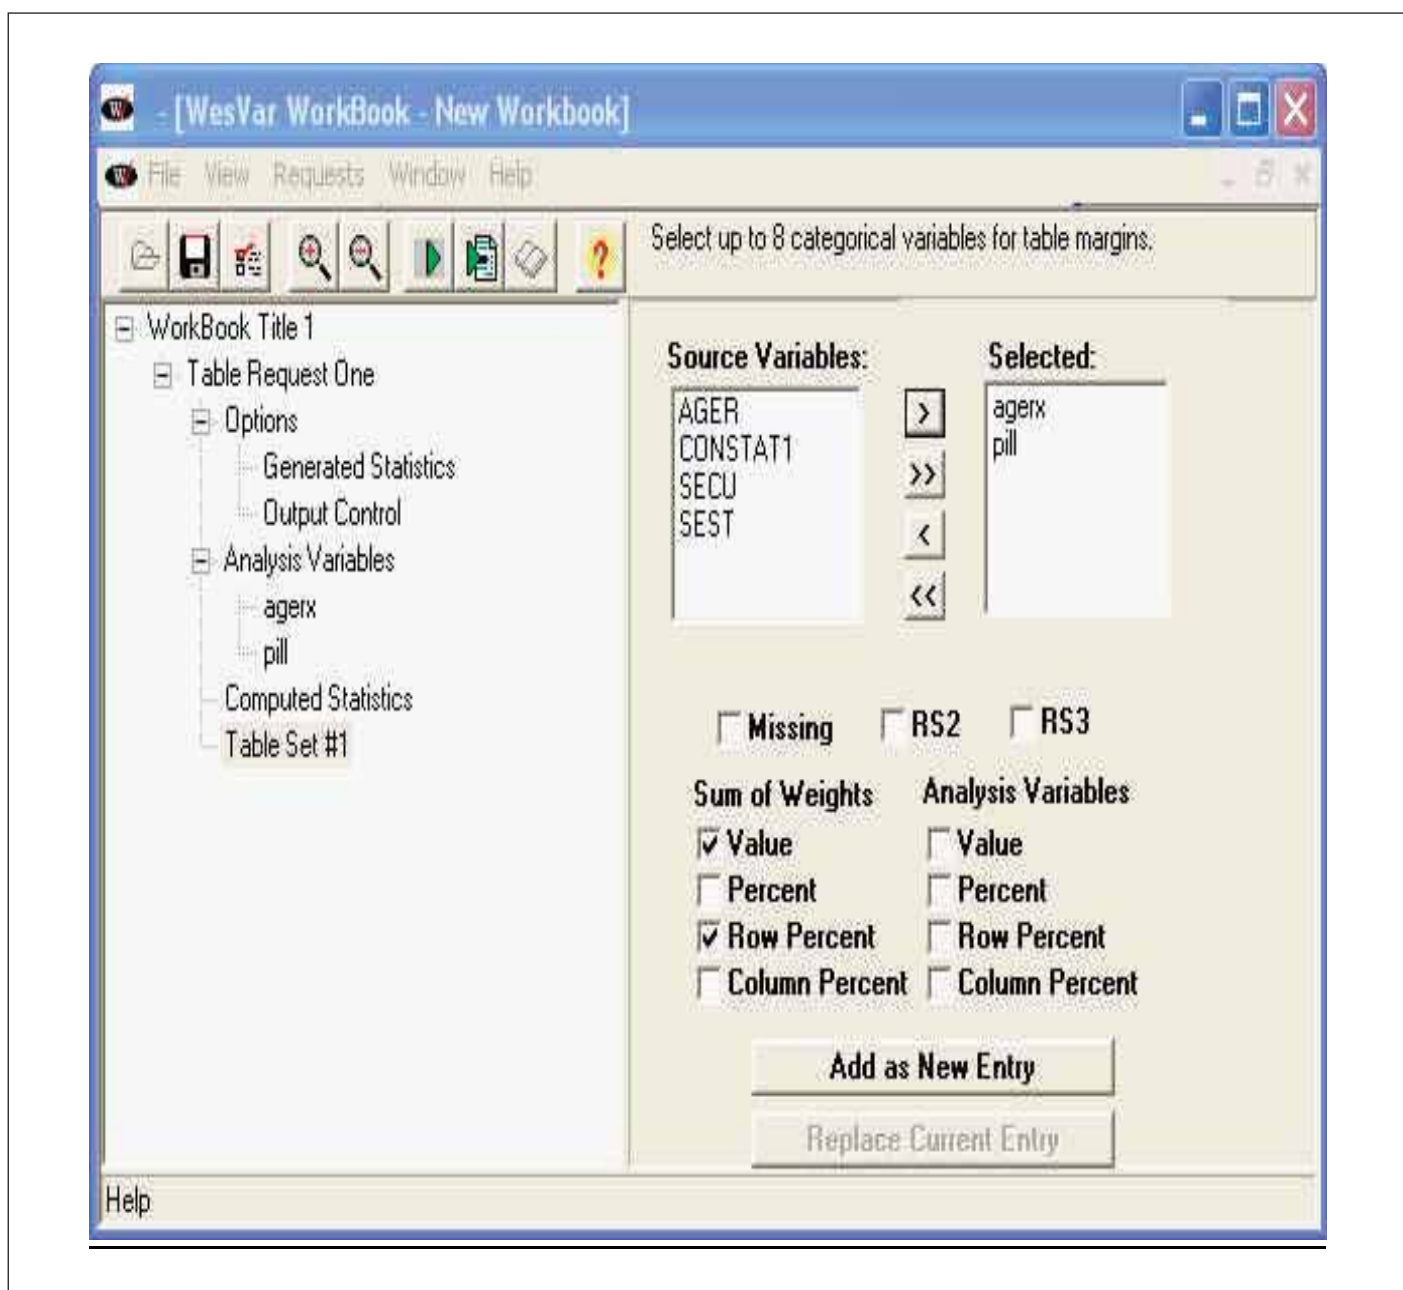 - [WesVar WorkBook - New Workbook]
File View Requests Window Help
Select up to 8 categorical variables for table margins.
WorkBook Title 1
Table Request One
Options
Generated Statistics
Output Control
Analysis Variables
agerx
pill
Computed Statistics
Table Set #1
Source Variables:
AGER
CONSTAT1
SECU
SEST
>
>>
<
<<
Selected:
agerx
pill
Missing RS2 RS3
Sum of Weights
Value
Percent
Row Percent
Column Percent
Analysis Variables
Value
Percent
Row Percent
Column Percent
Add as New Entry
Replace Current Entry
Help